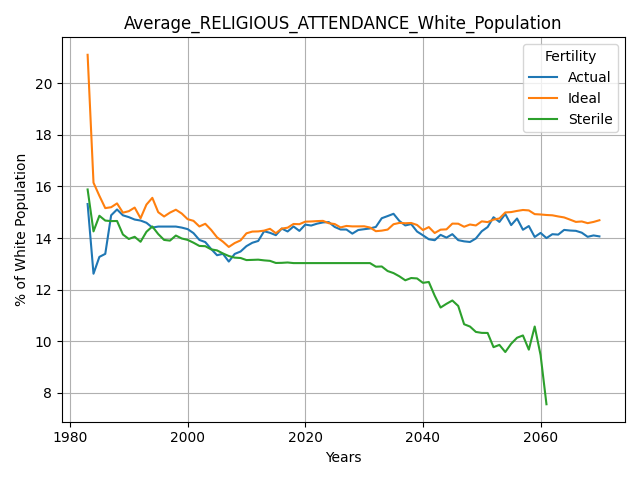 Average_RELIGIOUS_ATTENDANCE_White_Population
Fertility
Actual
Ideal
Sterile
% of White Population
20
18
16
14
12
10
8
1980
2000
2020
2040
2060
Years